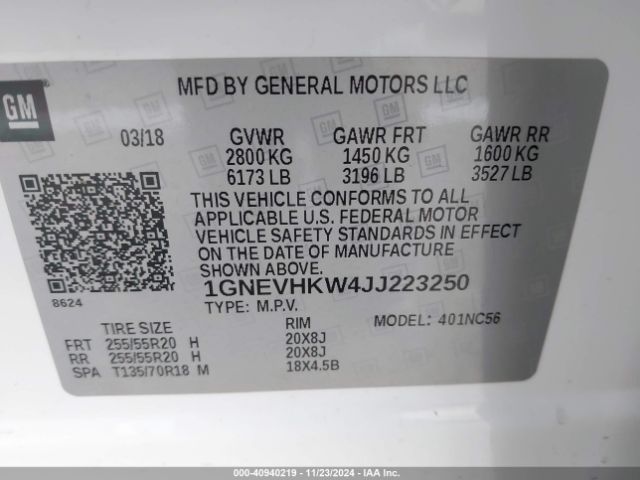 GM
MFD BY GENERAL MOTORS LLC
03/18 GVWR GAWR FRT GAWR RR
2800 KG 1450 KG 1600 KG
6173 LB 3196 LB 3527 LB
THIS VEHICLE CONFORMS TO ALL
APPLICABLE U.S. FEDERAL MOTOR
VEHICLE SAFETY STANDARDS IN EFFECT
ON THE DATE OF MANUFACTURE
SHOWN ABOVE.
8624
1GNEVHKW4JJ223250
TYPE: M.P.V.
TIRE SIZE RIM MODEL: 401NC56
FRT 255/55R20 H 20X8J
RR 255/55R20 H 20X8J
SPA T135/70R18 M 18X4.5B
000-40940219 - 11/23/2024 - IAA Inc.